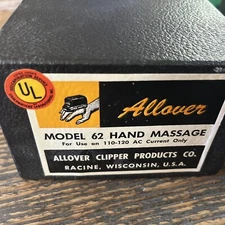 UL
Allover
MODEL 62 HAND MASSAGE
For Use on 110-120 AC Current Only
ALLOVER CLIPPER PRODUCTS CO.
RACINE, WISCONSIN, U.S.A.